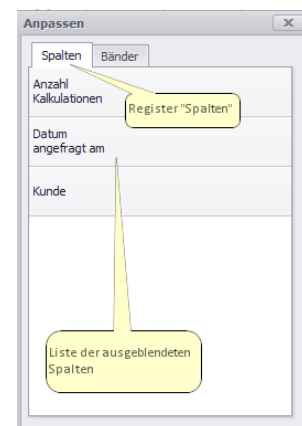 Anpassen
Spalten
Bänder
Anzahl
Kalkulationen
Register "Spalten"
Datum
angefragt am
Kunde
Liste der ausgeblendeten
Spalten